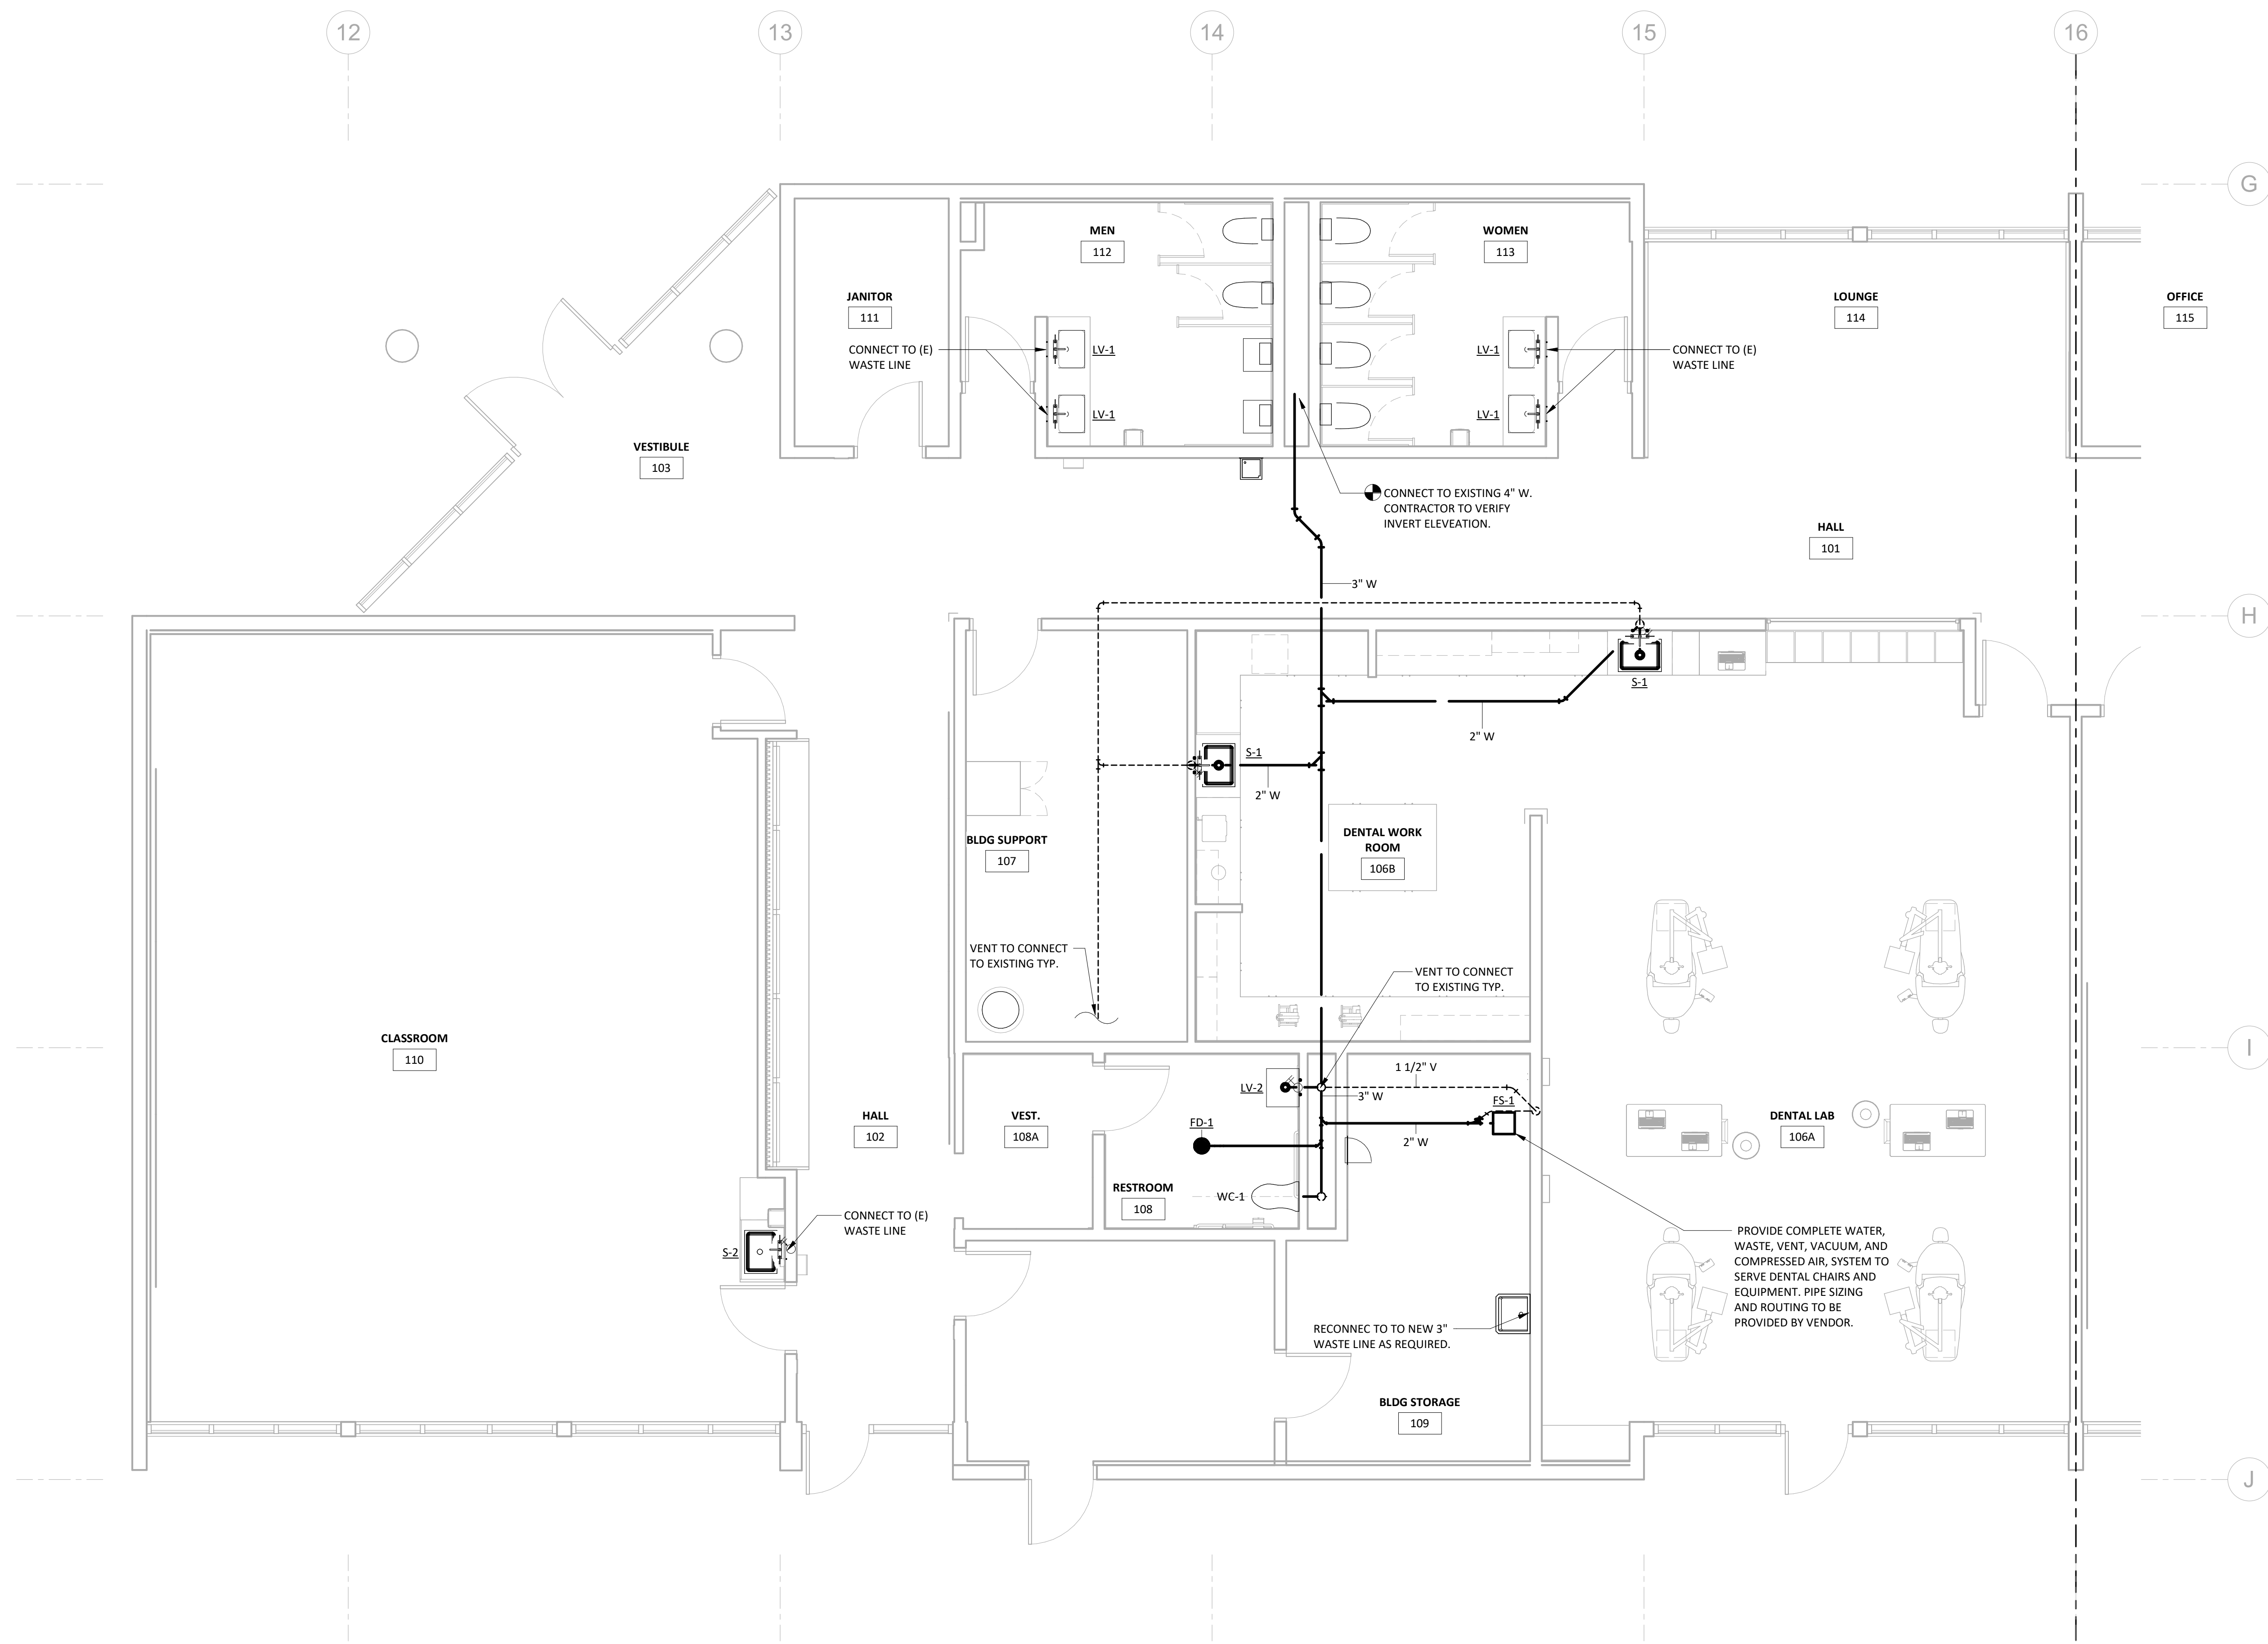 12
13
14
15
16
G
MEN
112
WOMEN
113
JANITOR
111
LOUNGE
114
OFFICE
115
CONNECT TO (E)
WASTE LINE
LV-1
LV-1
LV-1
LV-1
CONNECT TO (E)
WASTE LINE
VESTIBULE
103
CONNECT TO EXISTING 4" W.
CONTRACTOR TO VERIFY
INVERT ELEVEATION.
HALL
101
3" W
H
S-1
2" W
S-1
2" W
BLDG SUPPORT
107
DENTAL WORK
ROOM
106B
VENT TO CONNECT
TO EXISTING TYP.
VENT TO CONNECT
TO EXISTING TYP.
CLASSROOM
110
I
1 1/2" V
LV-2
3" W
FS-1
HALL
102
VEST.
108A
FD-1
2" W
DENTAL LAB
106A
RESTROOM
108
WC-1
CONNECT TO (E)
WASTE LINE
S-2
PROVIDE COMPLETE WATER,
WASTE, VENT, VACUUM, AND
COMPRESSED AIR, SYSTEM TO
SERVE DENTAL CHAIRS AND
EQUIPMENT. PIPE SIZING
AND ROUTING TO BE
PROVIDED BY VENDOR.
RECONNEC TO TO NEW 3"
WASTE LINE AS REQUIRED.
BLDG STORAGE
109
J